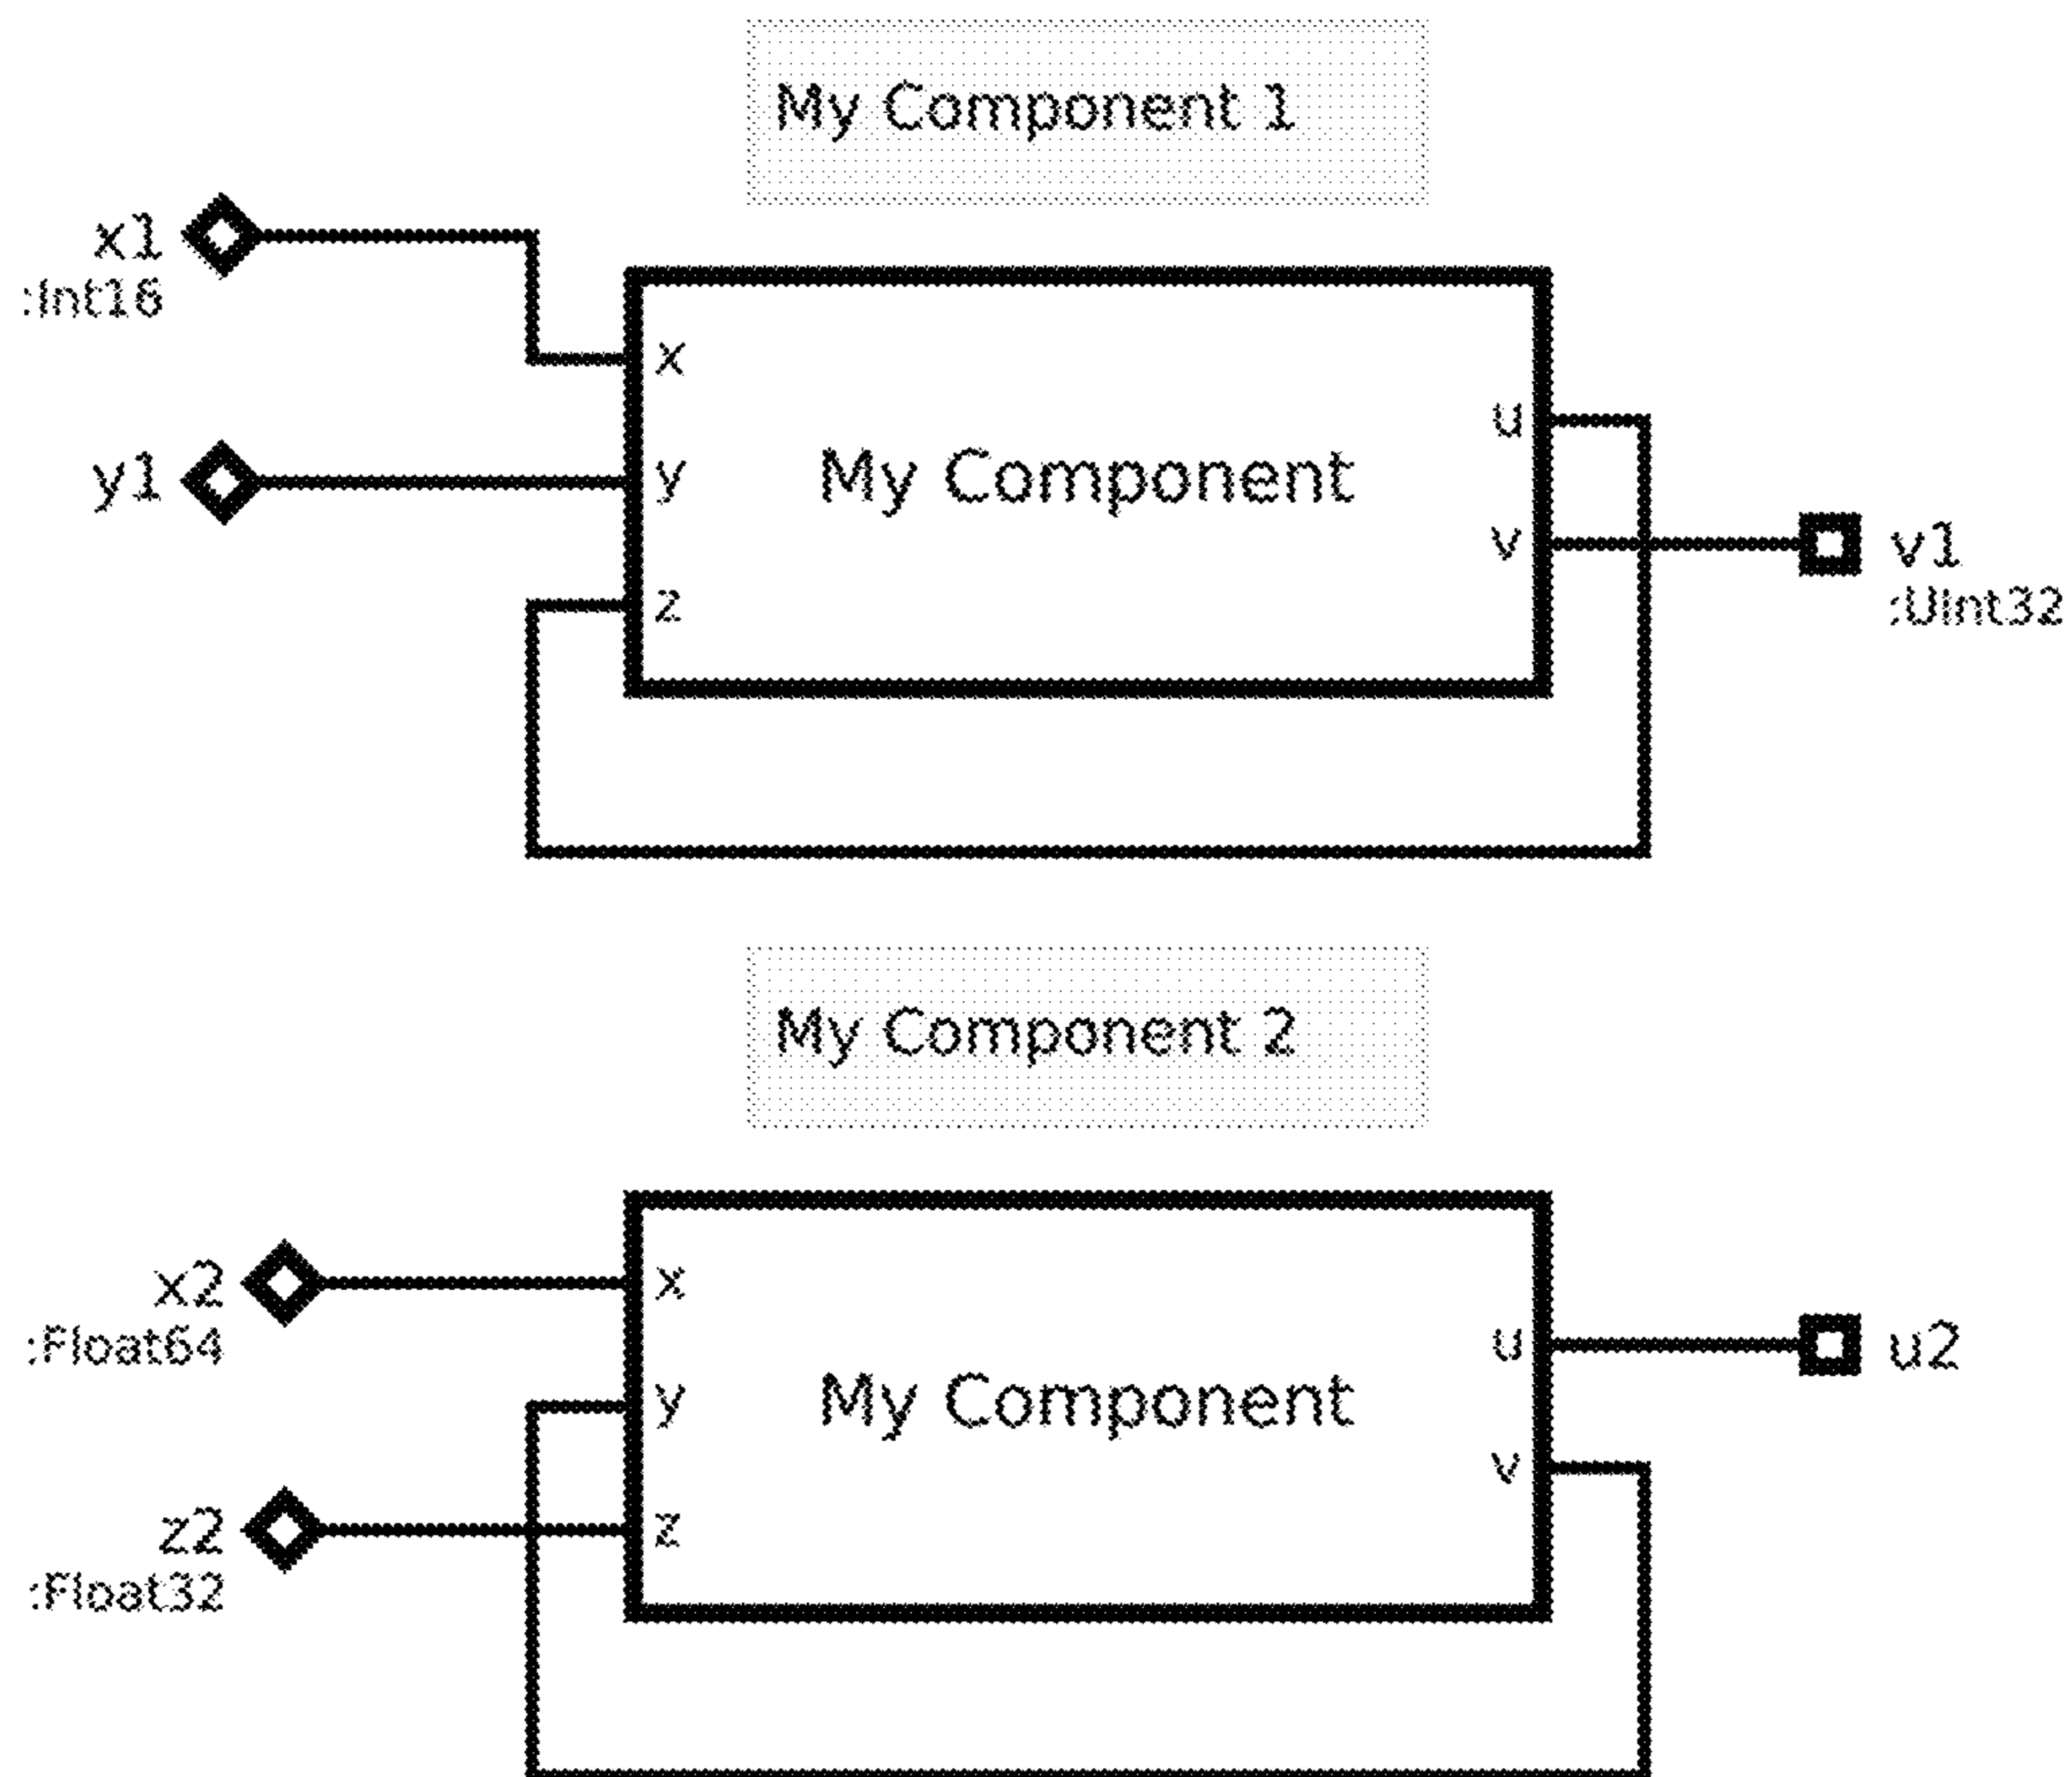 My Component 1
x1
:Int16
x
u
y1
y
My Component
v
v1
z
:UInt32
My Component 2
x2
x
:Float64
u
u2
y
My Component
v
z2
z
:Float32